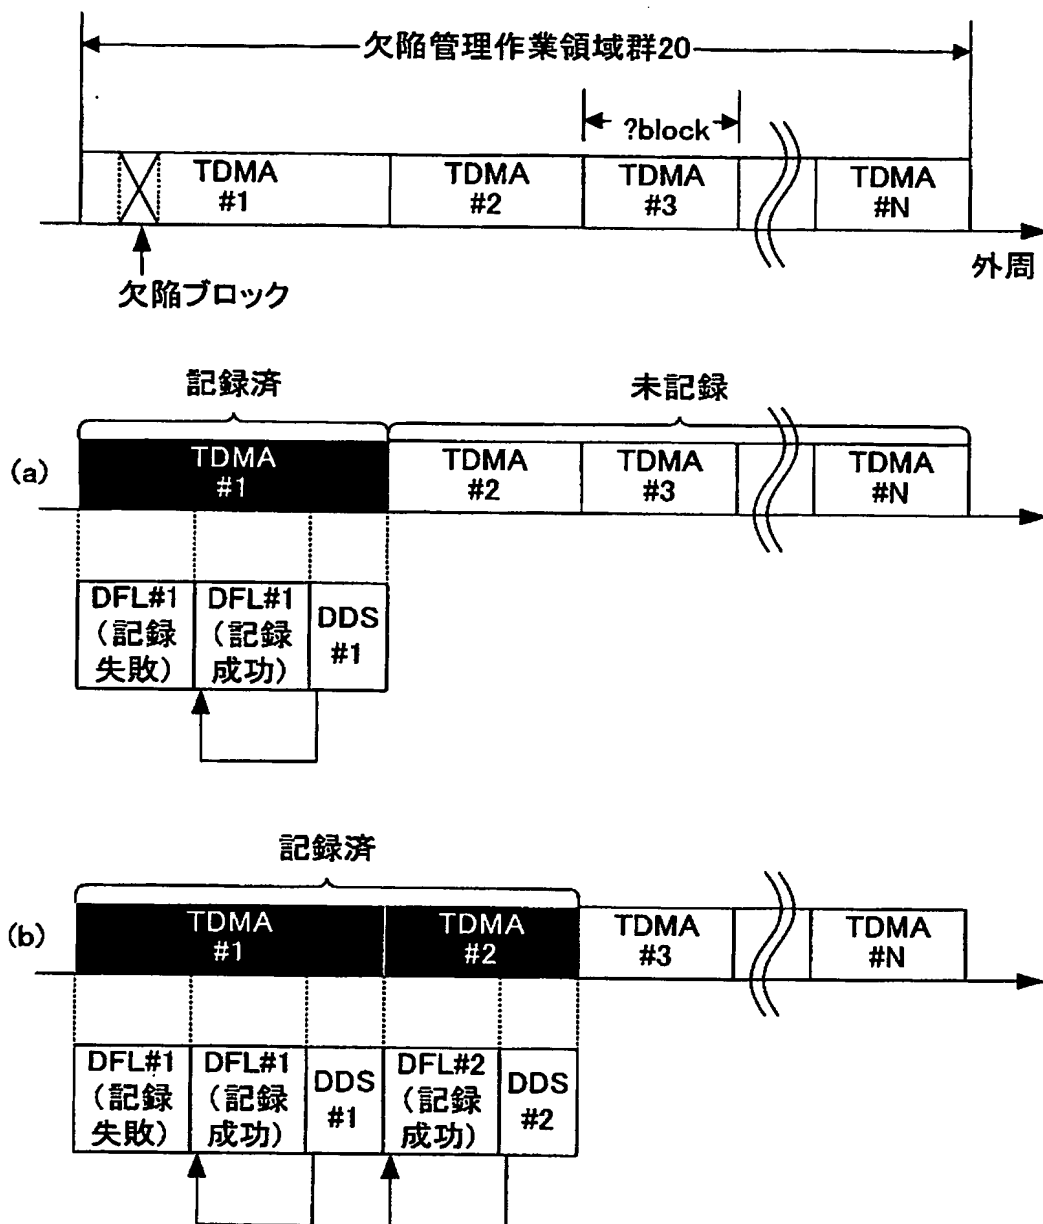 欠陥管理作業領域群20
?block
TDMA
#1
TDMA
#2
TDMA
#3
TDMA
#N
外周
欠陥ブロック
記録済
未記録
(a)
TDMA
#1
TDMA
#2
TDMA
#3
TDMA
#N
DFL#1
(記録
失敗)
DFL#1
(記録
成功)
DDS
#1
記録済
(b)
TDMA
#1
TDMA
#2
TDMA
#3
TDMA
#N
DFL#1
(記録
失敗)
DFL#1
(記録
成功)
DDS
#1
DFL#2
(記録
成功)
DDS
#2